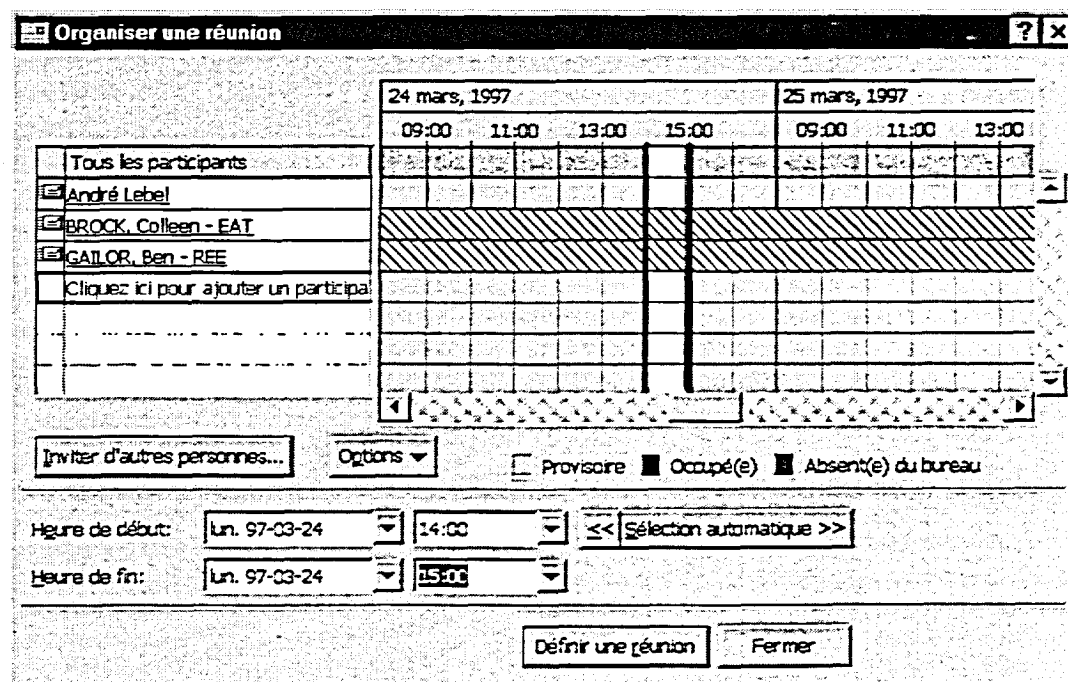 Organiser une réunion
24 mars, 1997 25 mars, 1997
09:00 11:00 13:00 15:00 09:00 11:00 13:00
Tous les participants
André Lebel
BROCK, Colleen - EAT
GAILOR, Ben - REE
Cliquez ici pour ajouter un participa
Inviter d'autres personnes... Options Provisoire Occupé(e) Absent(e) du bureau
Heure de début: lun. 97-03-24 14:00 << Sélection automatique >>
Heure de fin: lun. 97-03-24 15:00
Définir une réunion Fermer